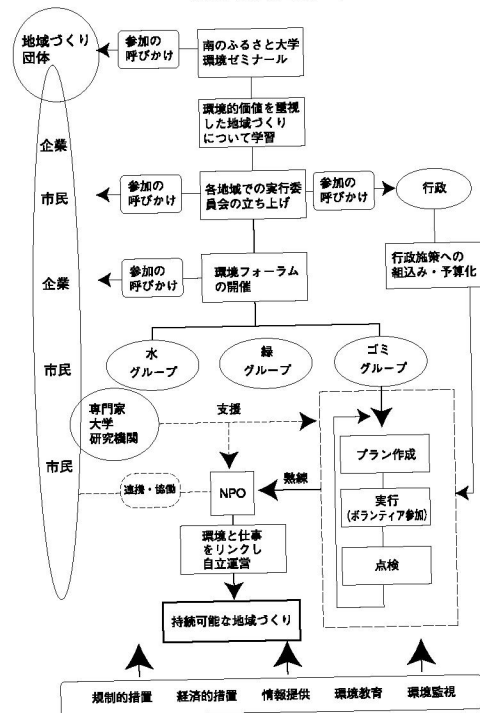 地域づくり
団体
参加の
呼びかけ
南のふるさと大学
環境ゼミナール
環境的価値を重視
した地域づくり
について学習
企業
市民
参加の
呼びかけ
各地域での実行委
員会の立ち上げ
参加の
呼びかけ
行政
行政施策への
組込み・予算化
企業
参加の
呼びかけ
環境フォーラム
の開催
水
グループ
緑
グループ
ゴミ
グループ
市民
専門家
大学
研究機関
支援
プラン作成
市民
連携・協働
NPO
熟練
実行
(ボランティア参加)
環境と仕事
をリンクし
自立運営
点検
持続可能な地域づくり
規制的措置 経済的措置 情報提供 環境教育 環境監視